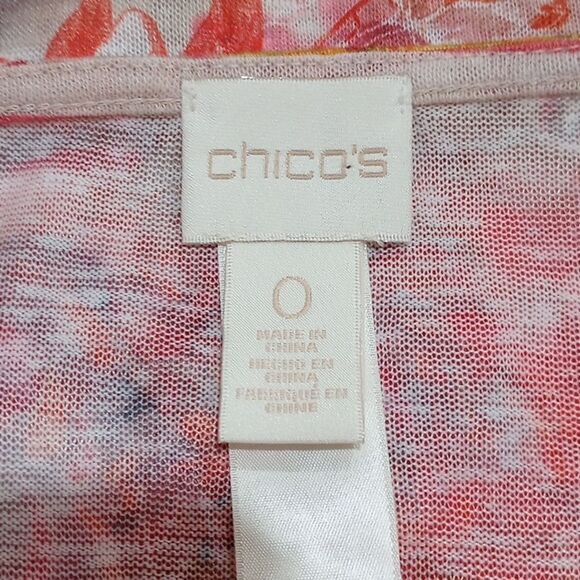 chico's
0
MADE IN
CHINA
HECHO EN
CHINA
FABRIQUÉ EN
CHINE